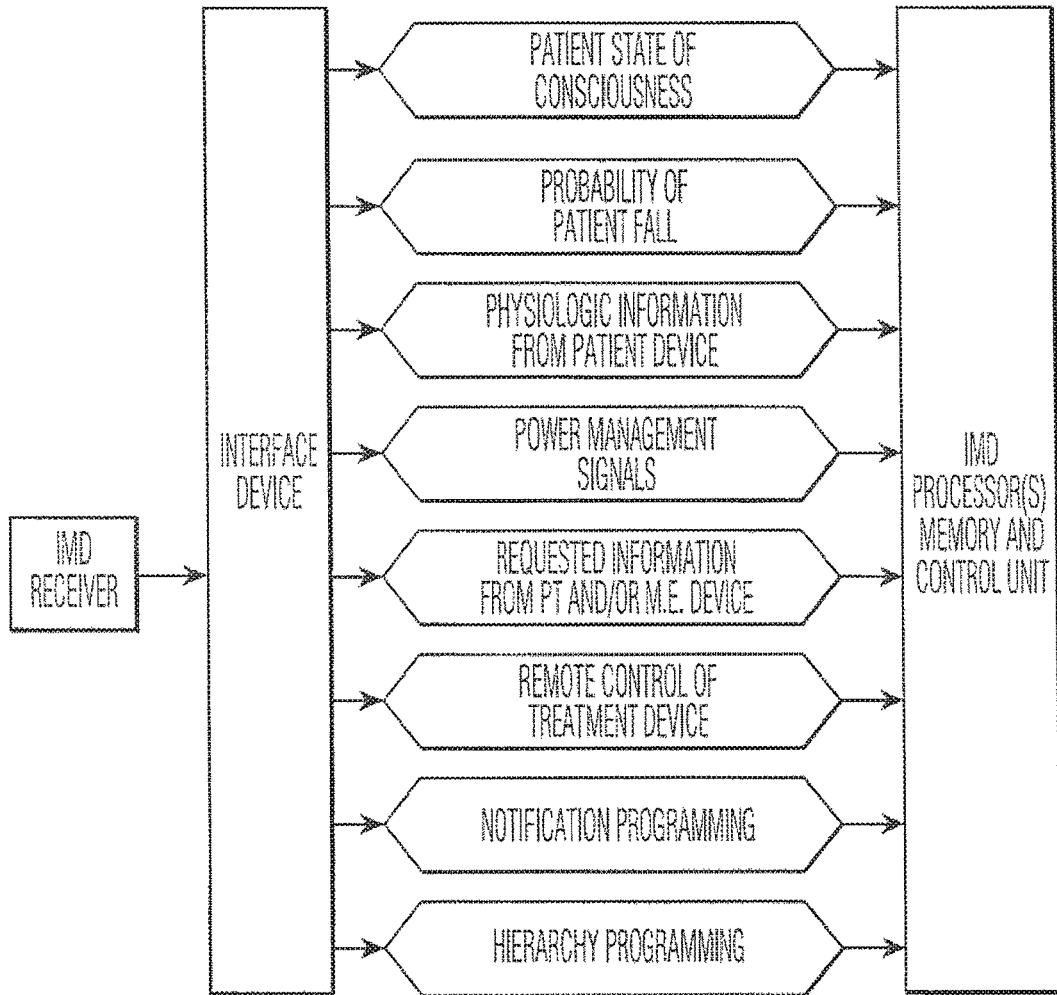 IMD
RECEIVER
INTERFACE
DEVICE
PATIENT STATE OF
CONSCIOUSNESS
PROBABILITY OF
PATIENT FALL
PHYSIOLOGIC INFORMATION
FROM PATIENT DEVICE
POWER MANAGEMENT
SIGNALS
REQUESTED INFORMATION
FROM PT AND/OR M.E. DEVICE
REMOTE CONTROL OF
TREATMENT DEVICE
NOTIFICATION PROGRAMMING
HIERARCHY PROGRAMMING
IMD
PROCESSOR(S)
MEMORY AND
CONTROL UNIT